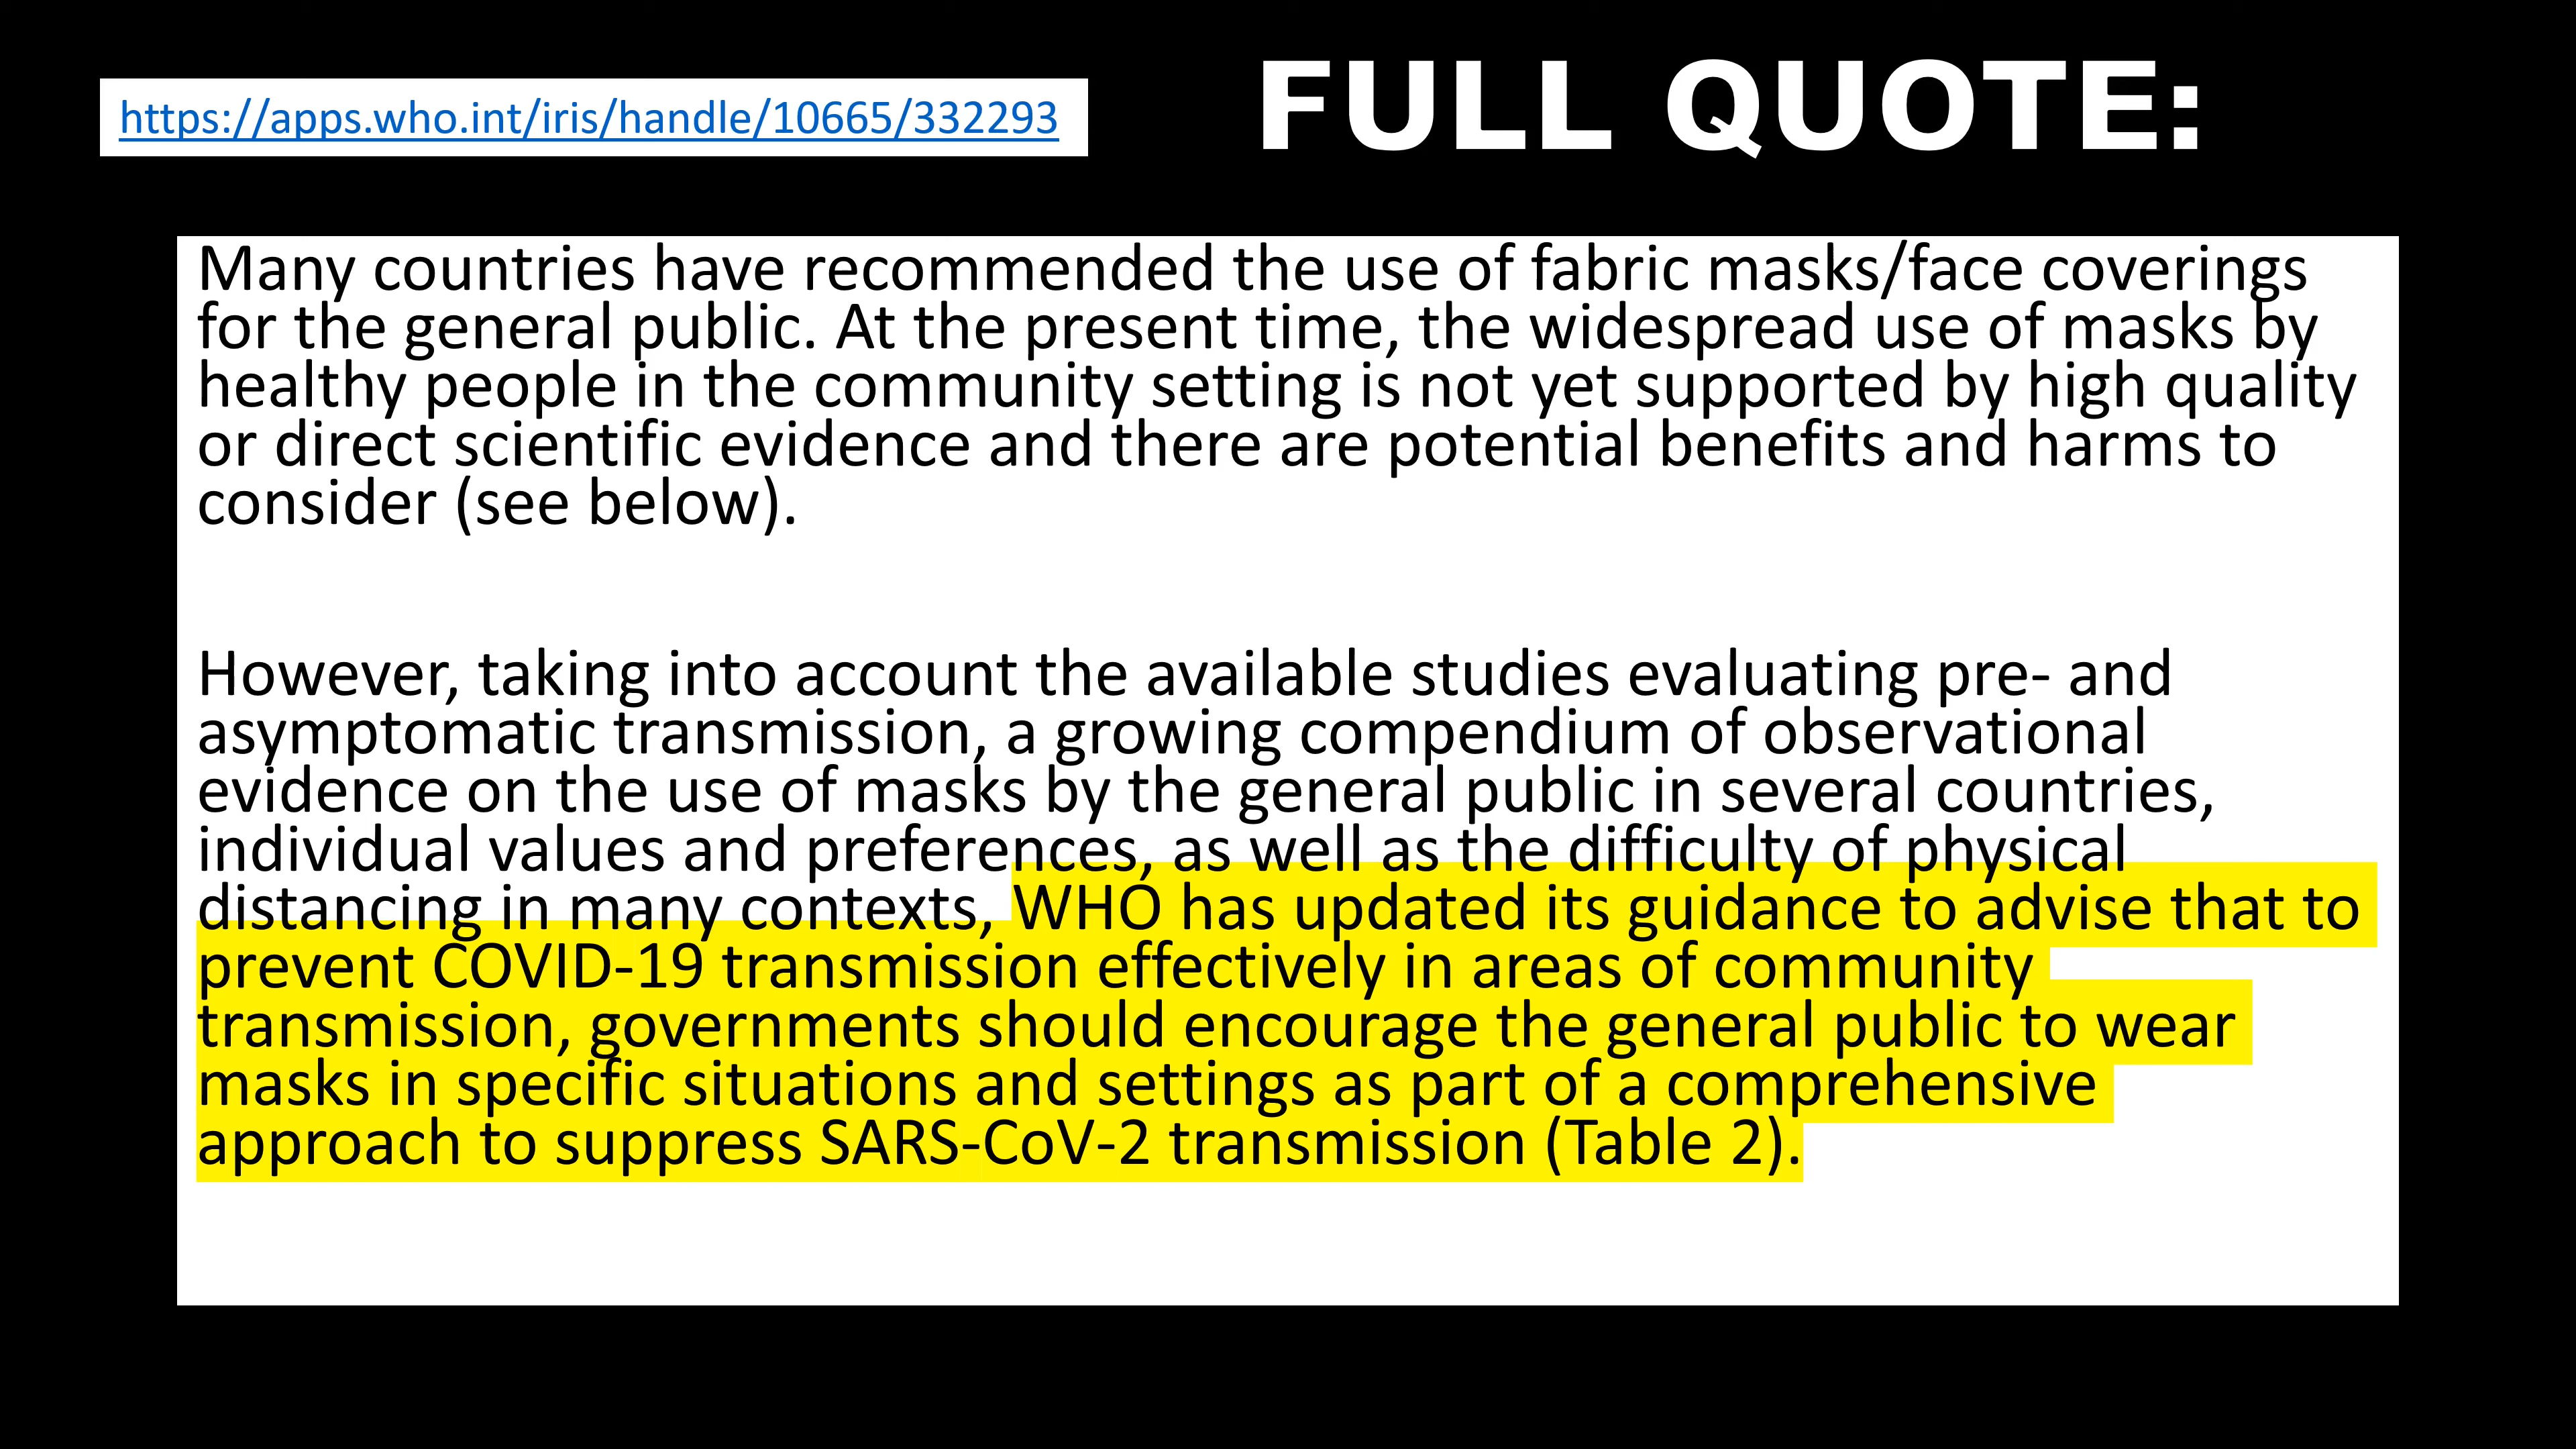 https://apps.who.int/iris/handle/10665/332293
FULL QUOTE:
Many countries have recommended the use of fabric masks/face coverings
for the general public. At the present time, the widespread use of masks by
healthy people in the community setting is not yet supported by high quality
or direct scientific evidence and there are potential benefits and harms to
consider (see below).
However, taking into account the available studies evaluating pre- and
asymptomatic transmission, a growing compendium of observational
evidence on the use of masks by the general public in several countries,
individual values and preferences, as well as the difficulty of physical
distancing in many contexts, WHO has updated its guidance to advise that to
prevent COVID-19 transmission effectively in areas of community
transmission, governments should encourage the general public to wear
masks in specific situations and settings as part of a comprehensive
approach to suppress SARS-CoV-2 transmission (Table 2).